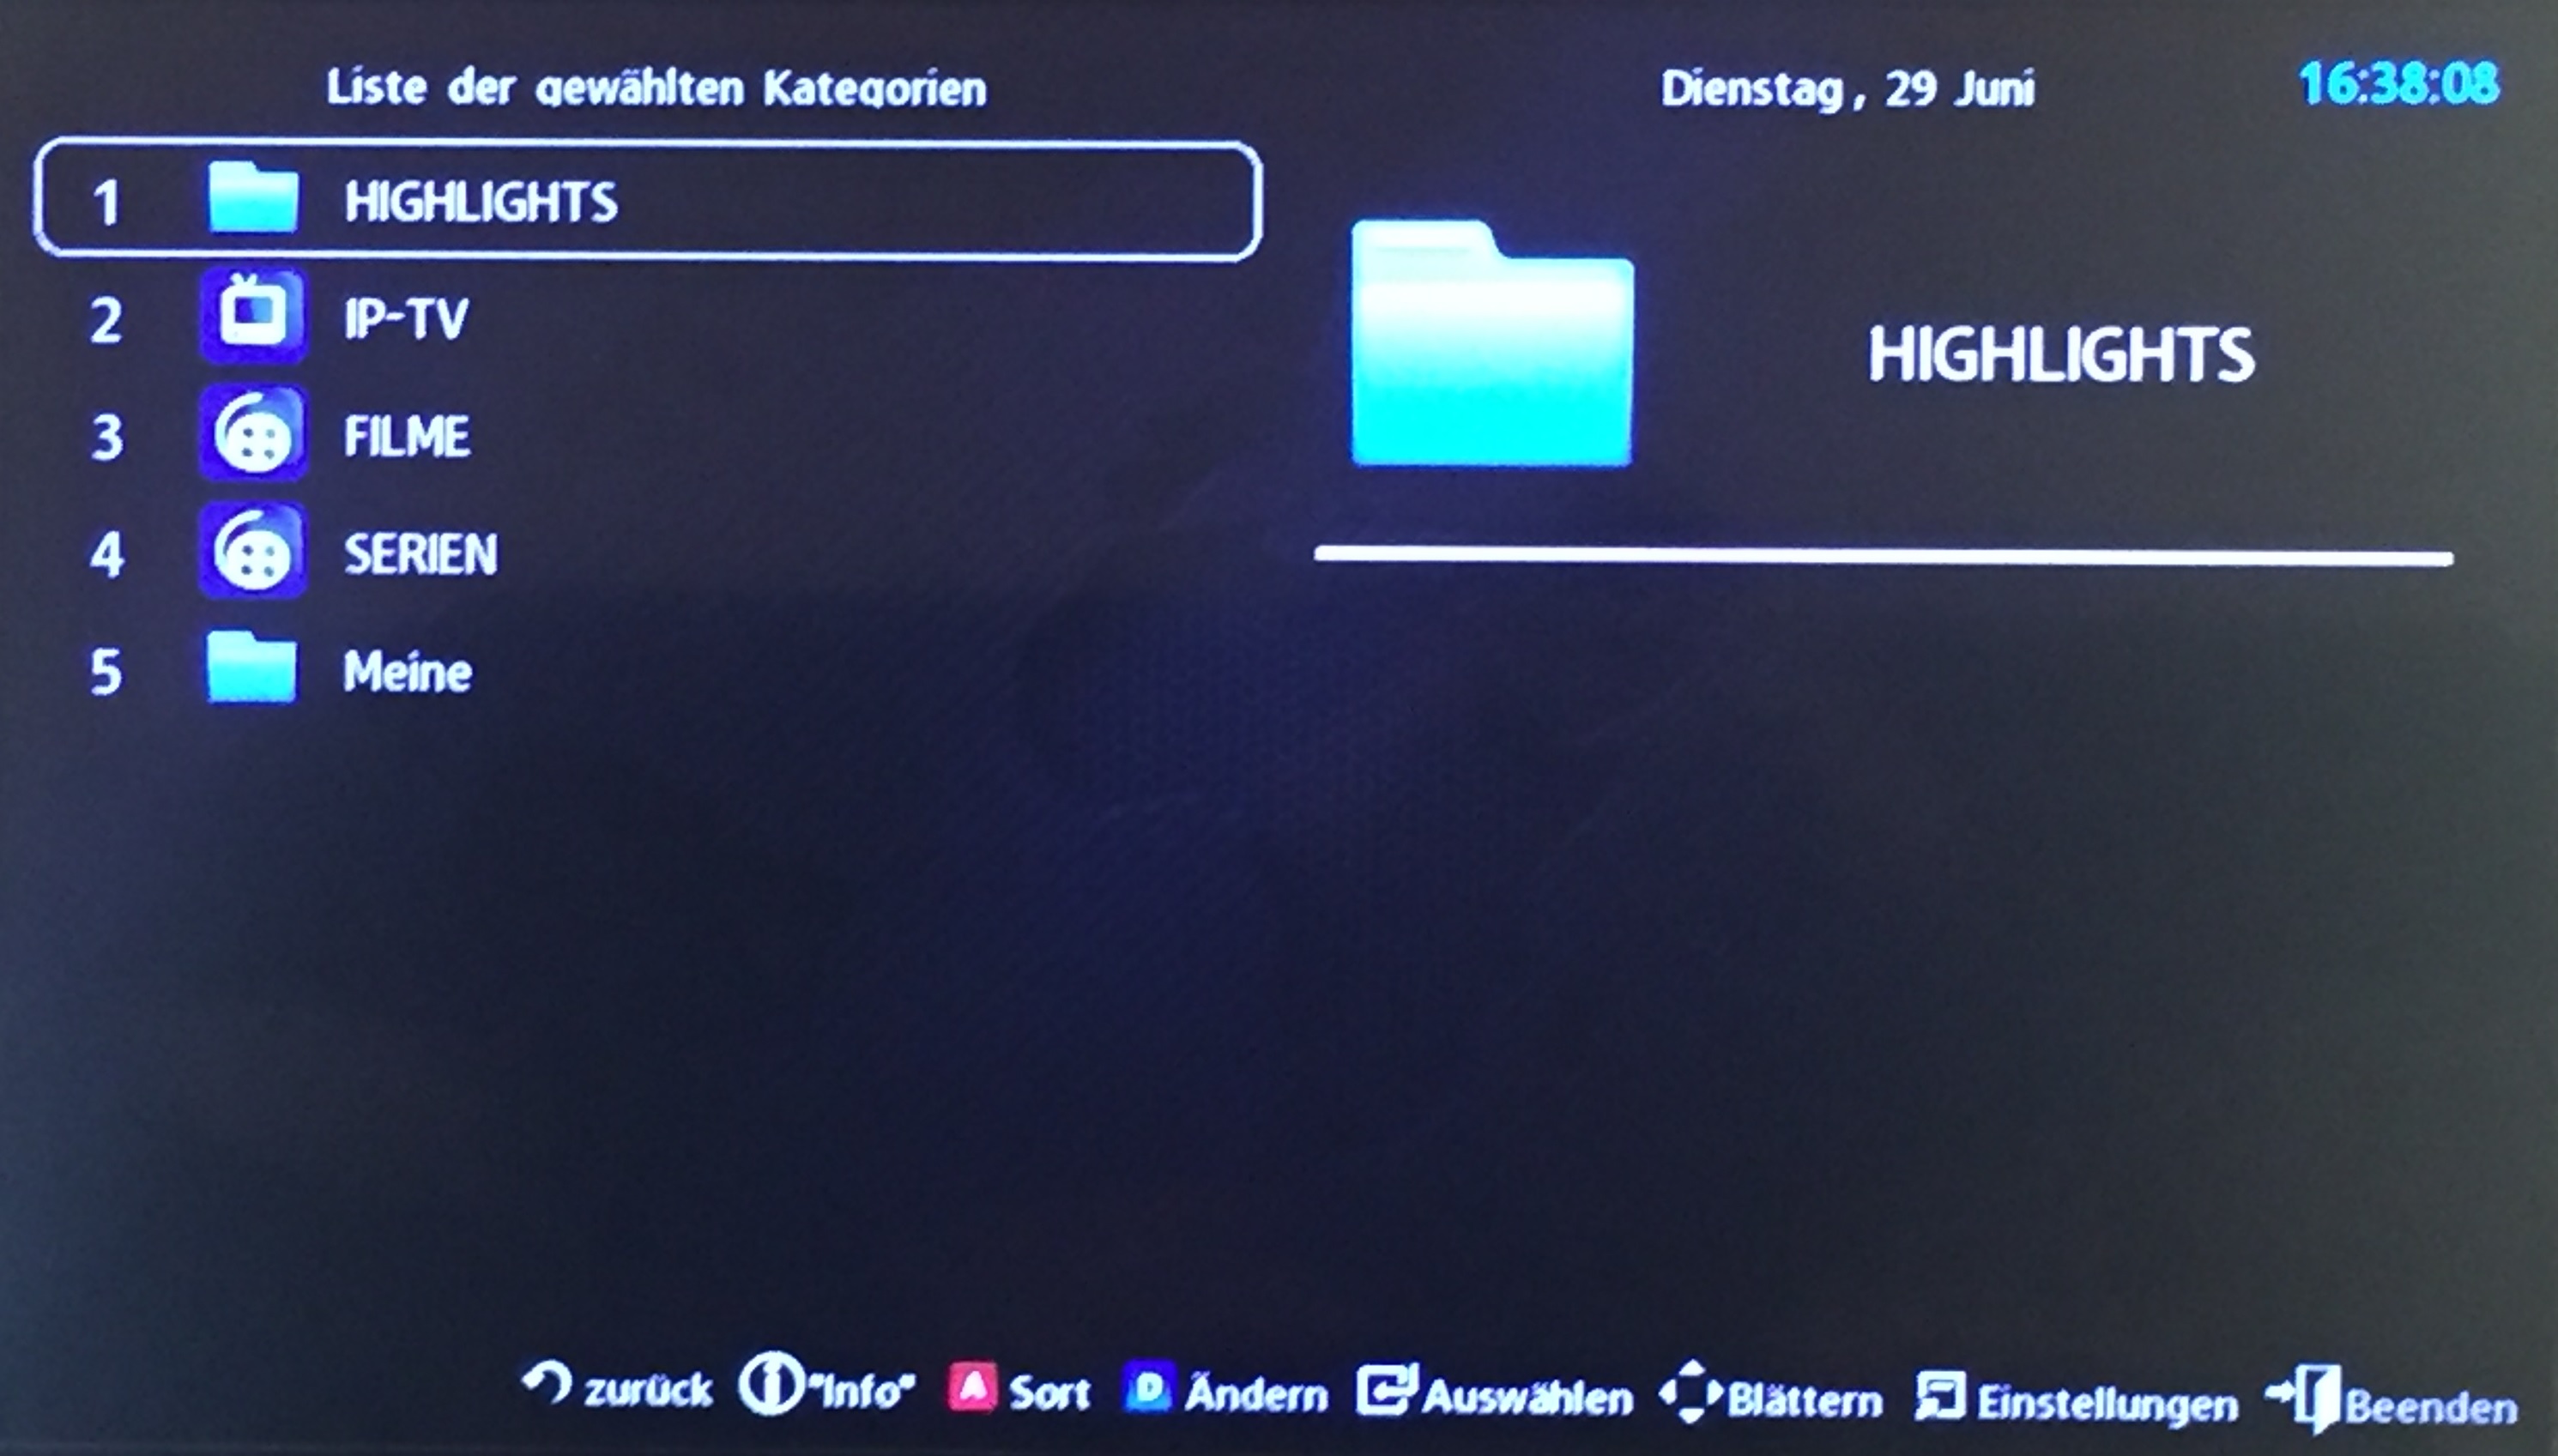 Liste der gewählten Kategorien
Dienstag, 29 Juni
16:38:08
1 HIGHLIGHTS
2 IP-TV
3 FILME
4 SERIEN
5 Meine
HIGHLIGHTS
zurück "Info" A Sort D Ändern Auswählen Blättern Einstellungen Beenden